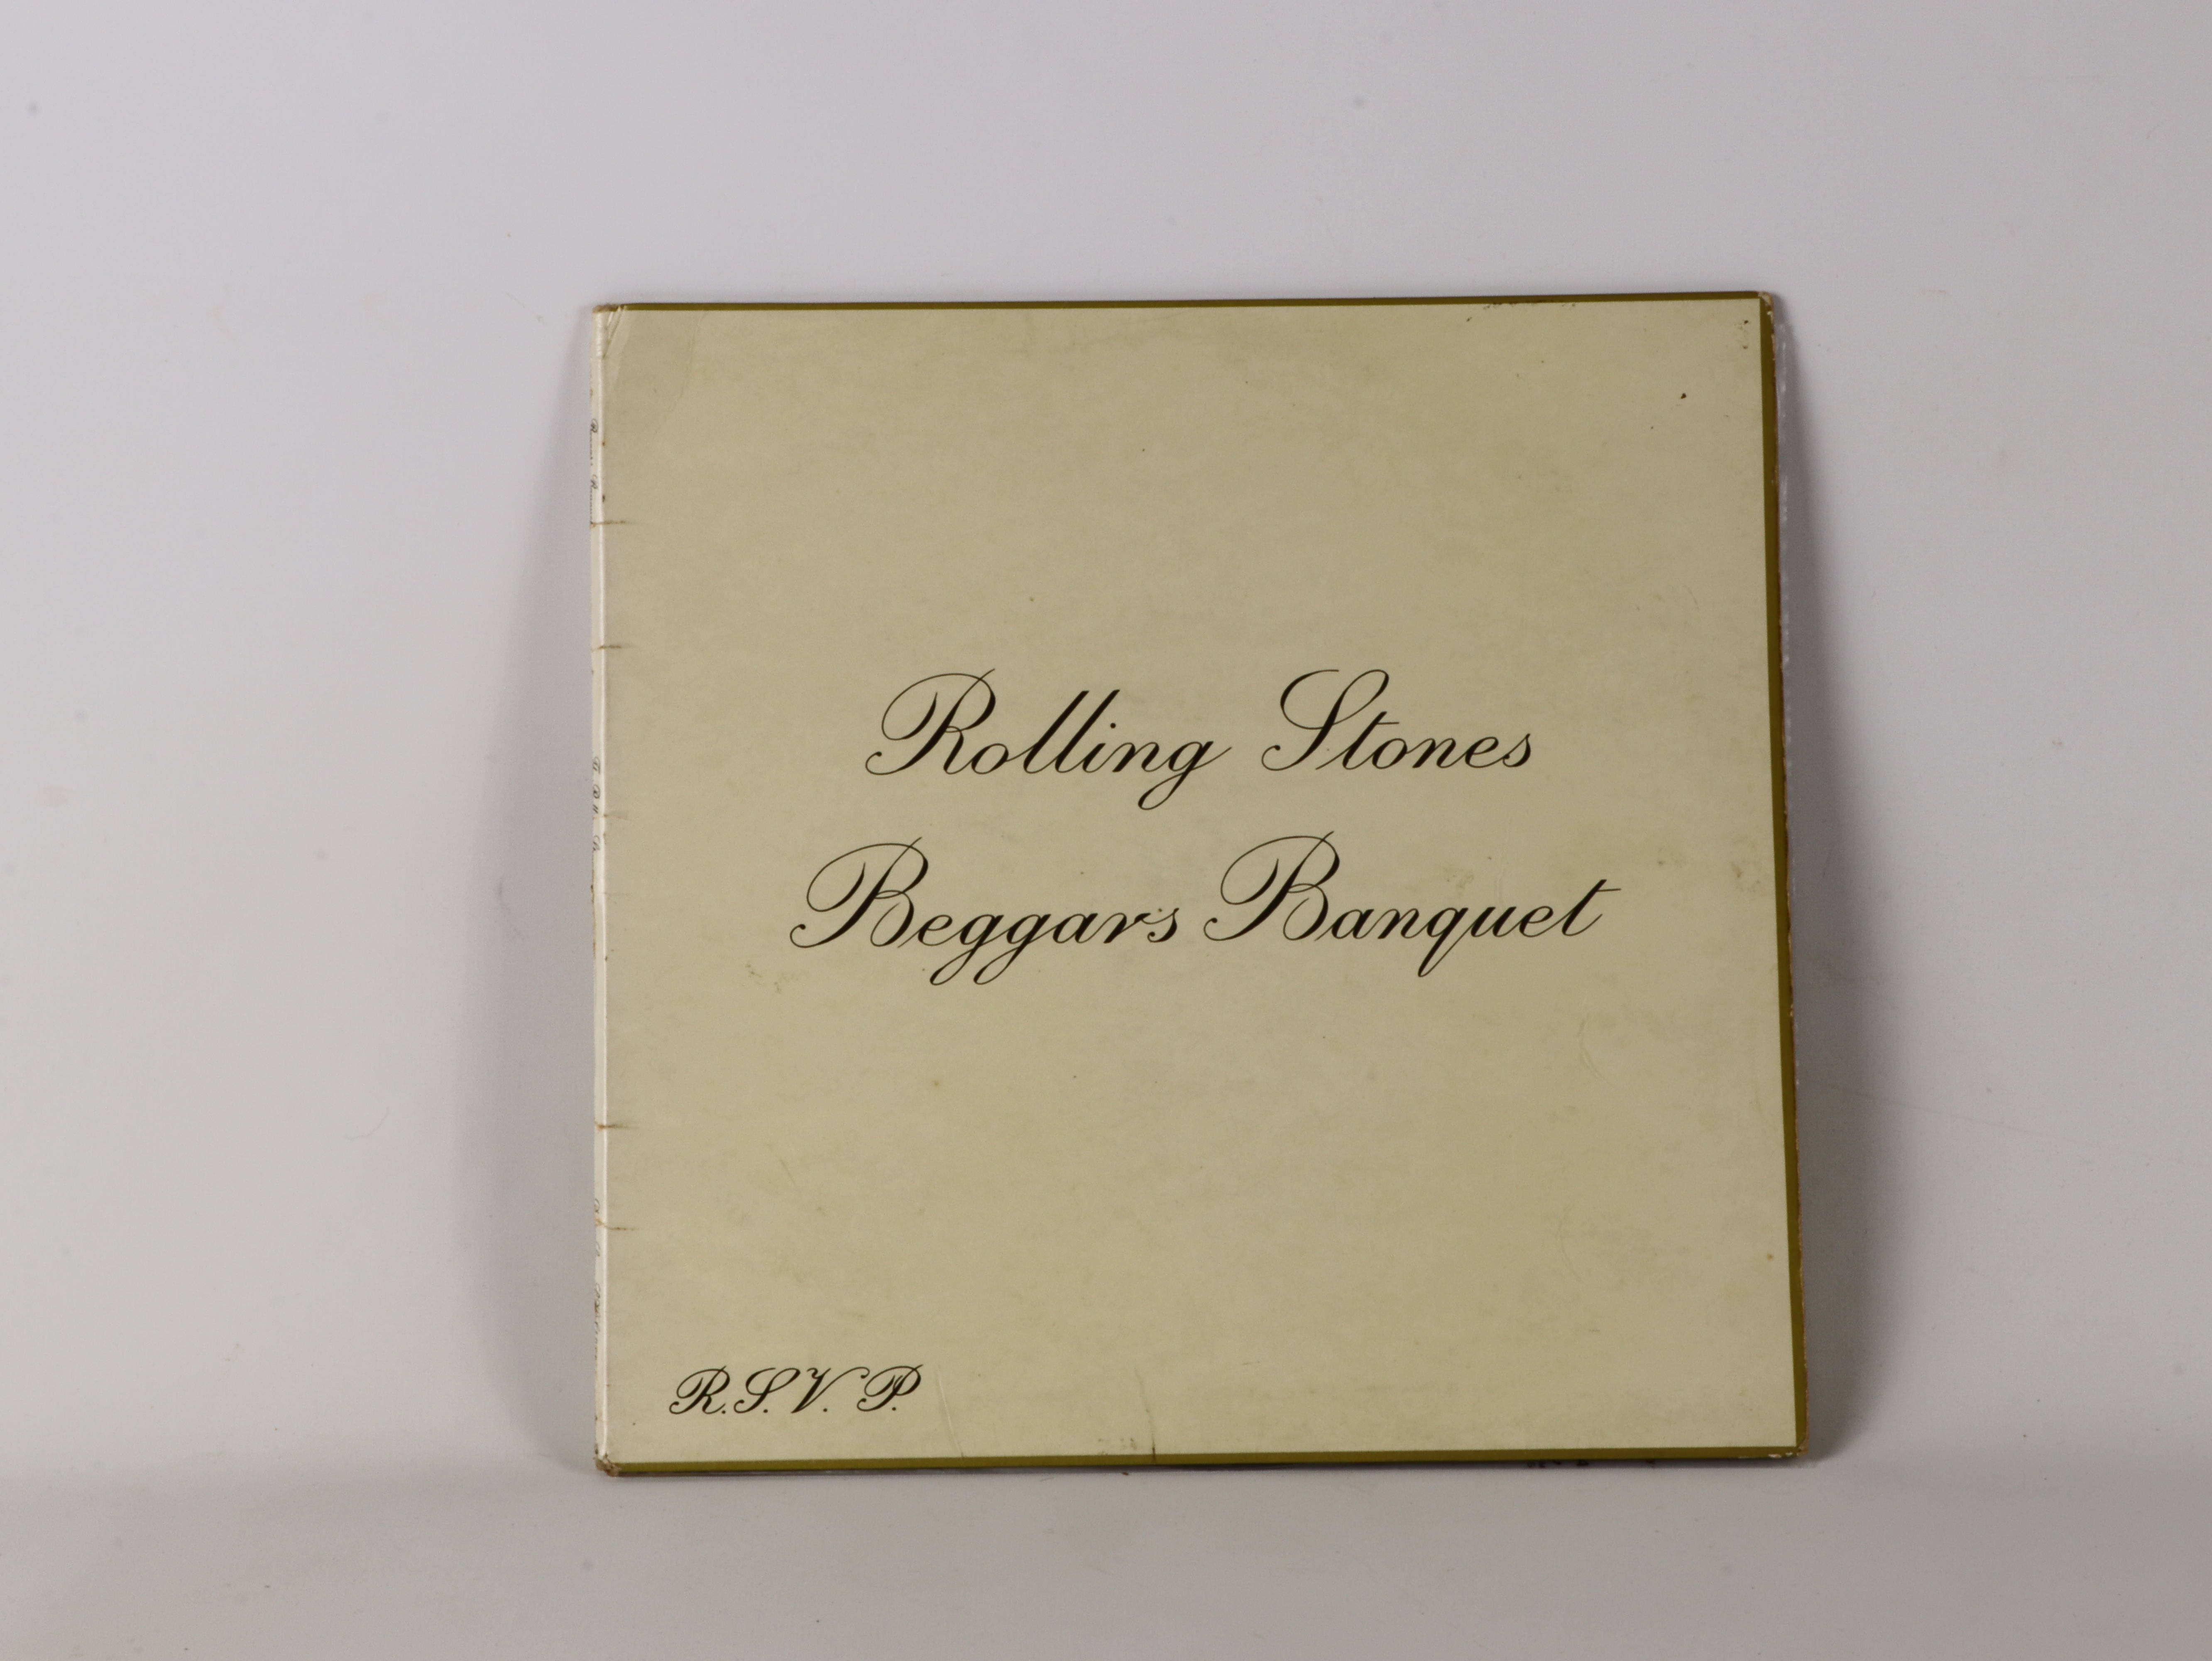 Rolling Stones
Beggars Banquet
R.S.V.P.